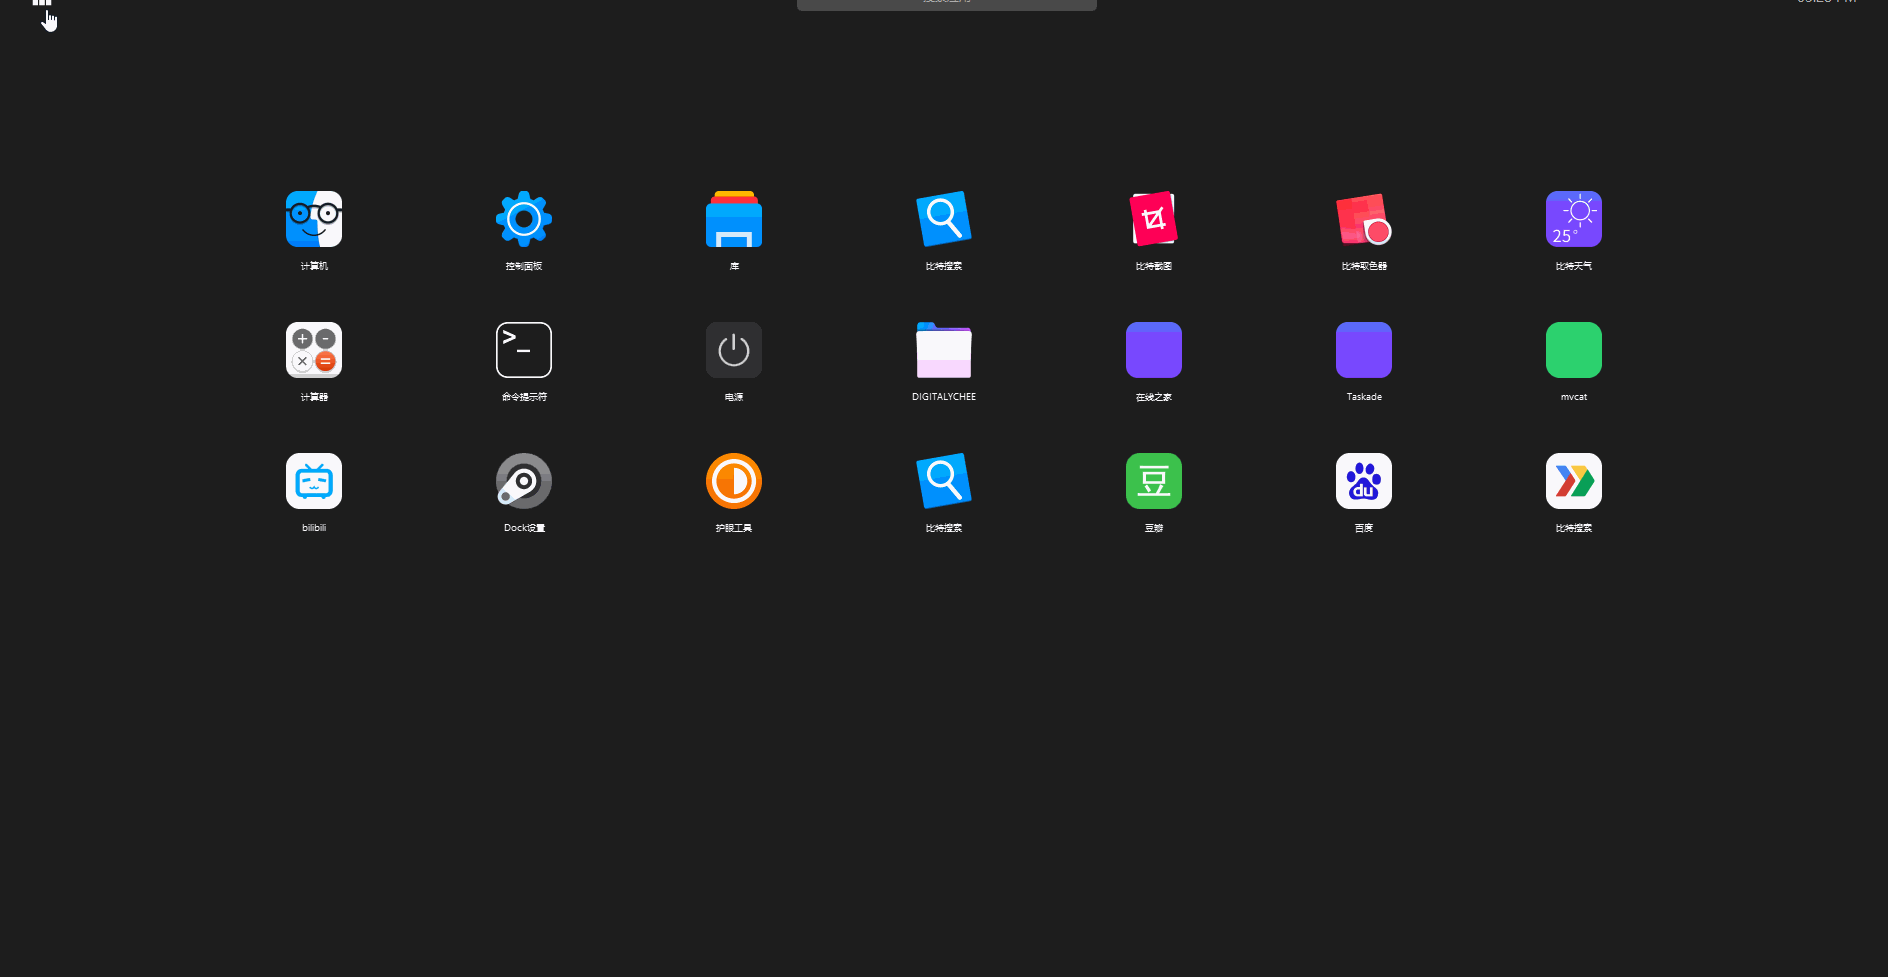 计算机
控制面板
库
比特搜索
比特截图
比特取色器
25°
比特天气
计算器
命令提示符
电源
DIGITALYCHEE
在线之家
Taskade
mvcat
bilibili
Dock设置
护眼工具
比特搜索
豆
豆瓣
du
百度
比特搜索